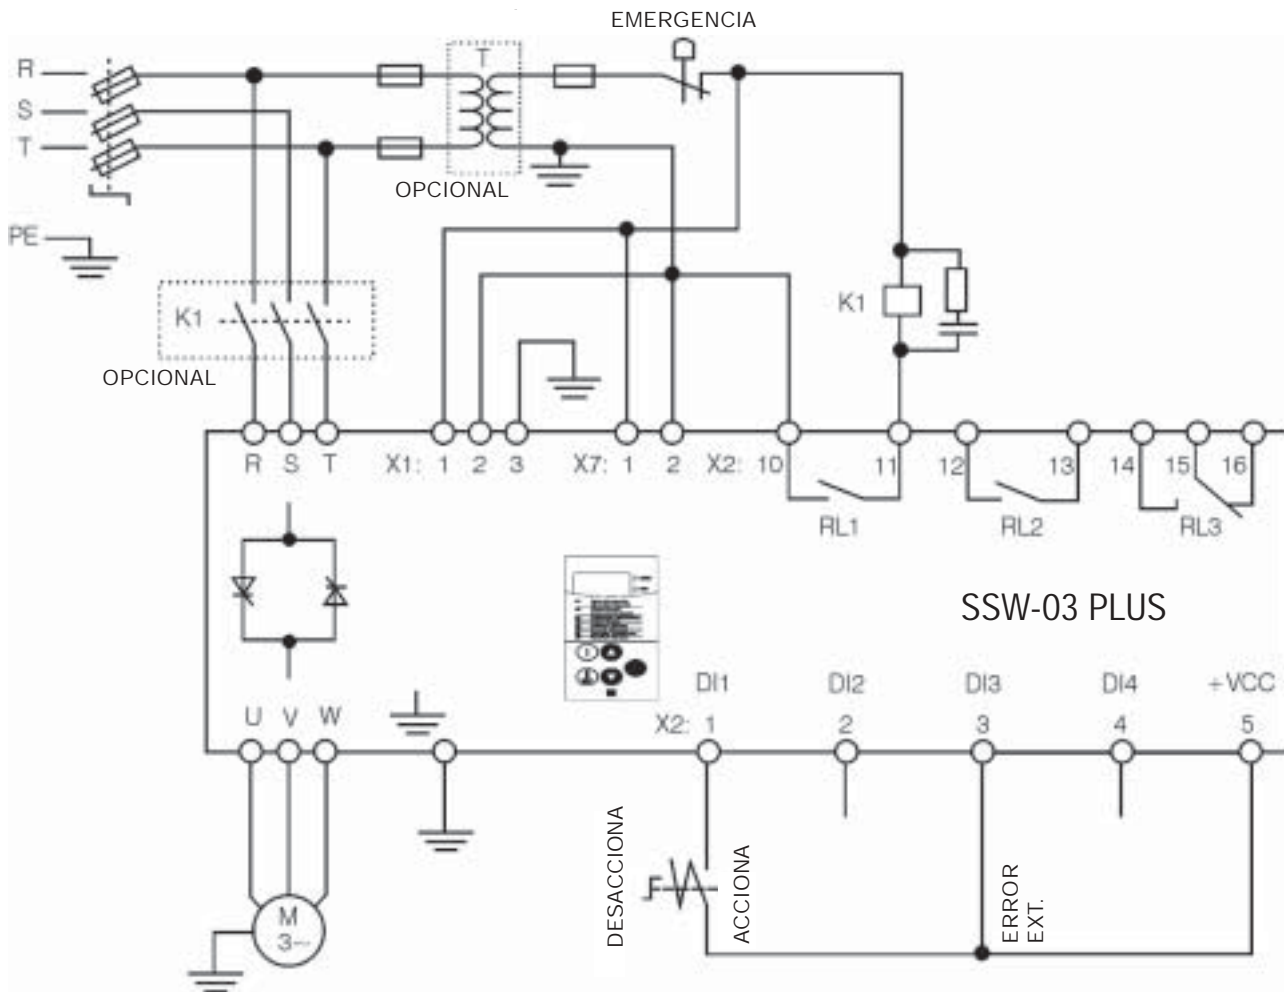 EMERGENCIA
T
R
S
T
OPCIONAL
PE
K1
K1
OPCIONAL
R S T X1: 1 2 3 X7: 1 2 X2: 10 11 12 13 14 15 16
RL1 RL2 RL3
SSW-03 PLUS
DI1 DI2 DI3 DI4 +VCC
U V W
X2: 1 2 3 4 5
DESACCIONA
ACCIONA
ERROR
EXT.
M
3~